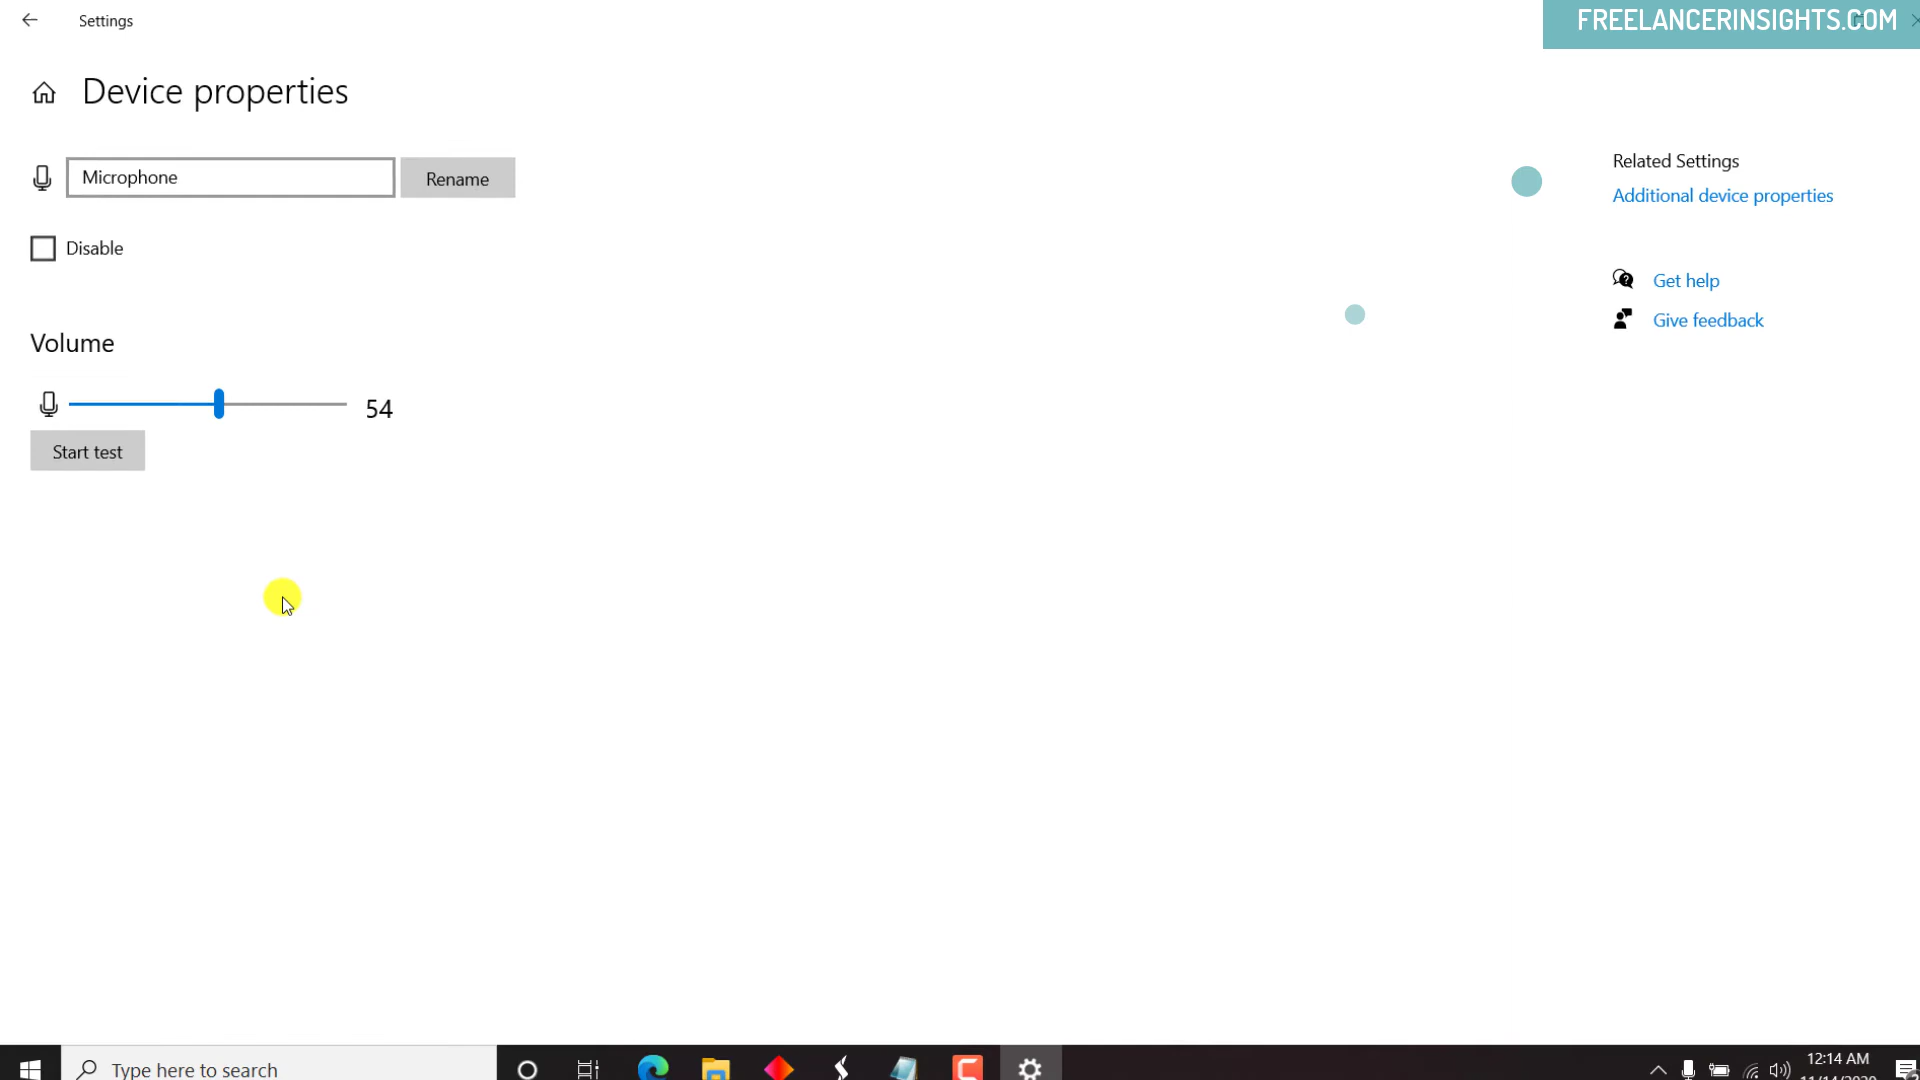 Settings
FREELANCERINSIGHTS.COM
Device properties
Microphone
Rename
Disable
Volume
54
Start test
Related Settings
Additional device properties
Get help
Give feedback
Type here to search
12:14 AM